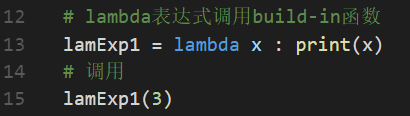 12 # lambda表达式调用build-in函数
13 lamExp1 = lambda x : print(x)
14 # 调用
15 lamExp1(3)